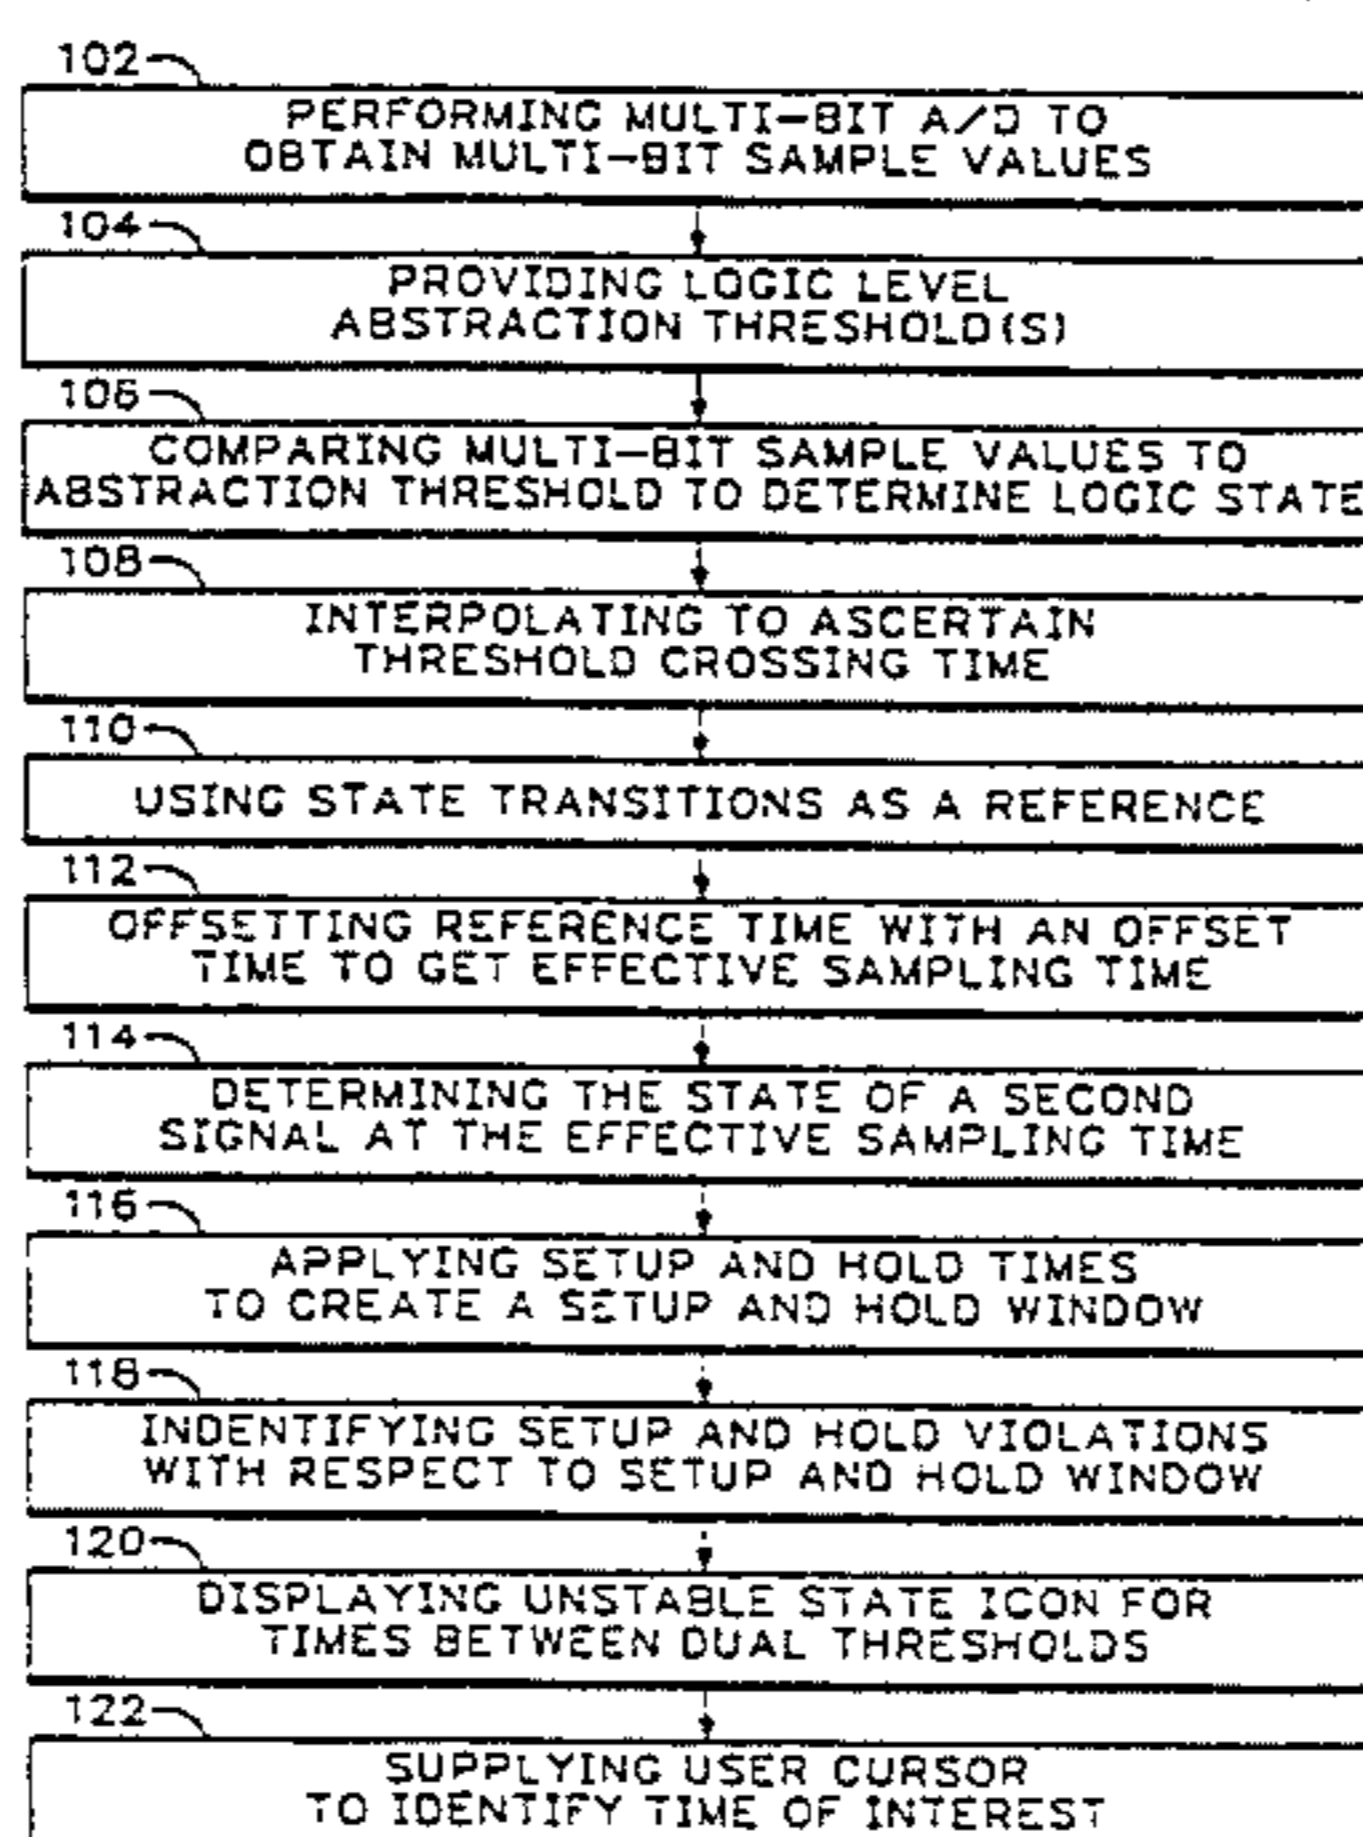 102
PERFORMING MULTI-BIT A/D TO
OBTAIN MULTI-BIT SAMPLE VALUES
104
PROVIDING LOGIC LEVEL
ABSTRACTION THRESHOLD(S)
106
COMPARING MULTI-BIT SAMPLE VALUES TO
ABSTRACTION THRESHOLD TO DETERMINE LOGIC STATE
108
INTERPOLATING TO ASCERTAIN
THRESHOLD CROSSING TIME
110
USING STATE TRANSITIONS AS A REFERENCE
112
OFFSETTING REFERENCE TIME WITH AN OFFSET
TIME TO GET EFFECTIVE SAMPLING TIME
114
DETERMINING THE STATE OF A SECOND
SIGNAL AT THE EFFECTIVE SAMPLING TIME
116
APPLYING SETUP AND HOLD TIMES
TO CREATE A SETUP AND HOLD WINDOW
118
INDENTIFYING SETUP AND HOLD VIOLATIONS
WITH RESPECT TO SETUP AND HOLD WINDOW
120
DISPLAYING UNSTABLE STATE ICON FOR
TIMES BETWEEN DUAL THRESHOLDS
122
SUPPLYING USER CURSOR
TO IDENTIFY TIME OF INTEREST